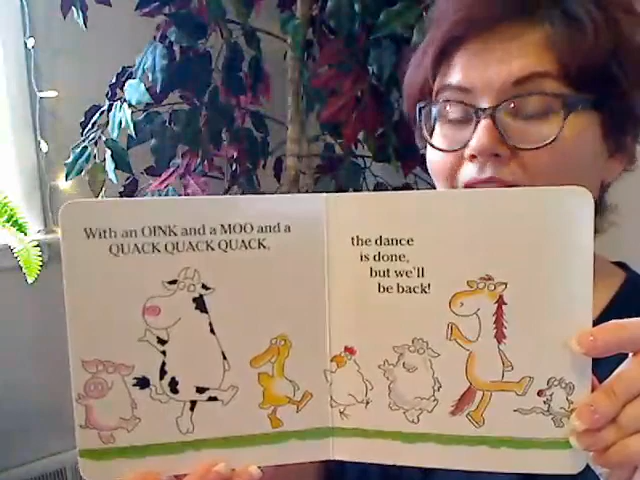 With an OINK and a MOO and a
QUACK QUACK QUACK,
the dance
is done,
but we'll
be back!